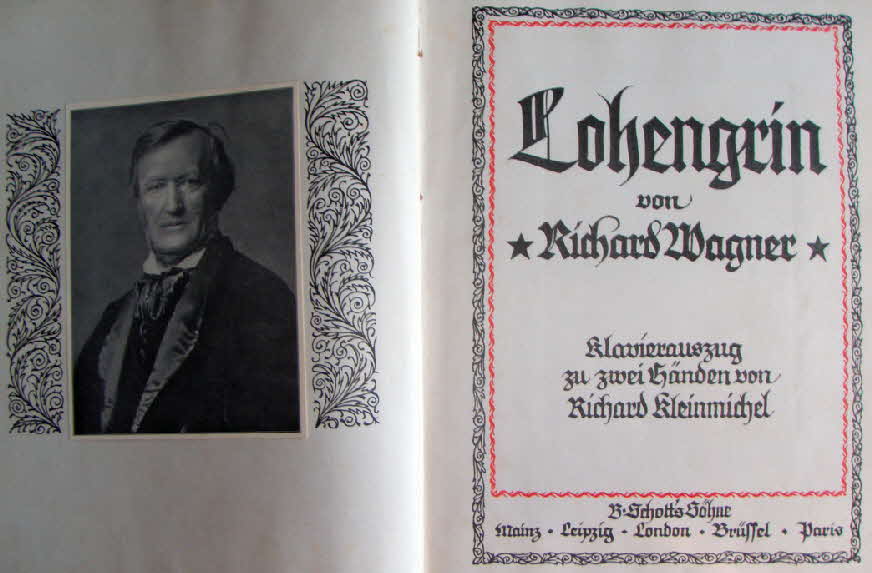 Lohengrin
von
★ Richard Wagner ★
Klavierauszug
zu zwei Händen von
Richard Kleinmichel
B. Schott's Söhne
Mainz • Leipzig • London • Brüssel • Paris